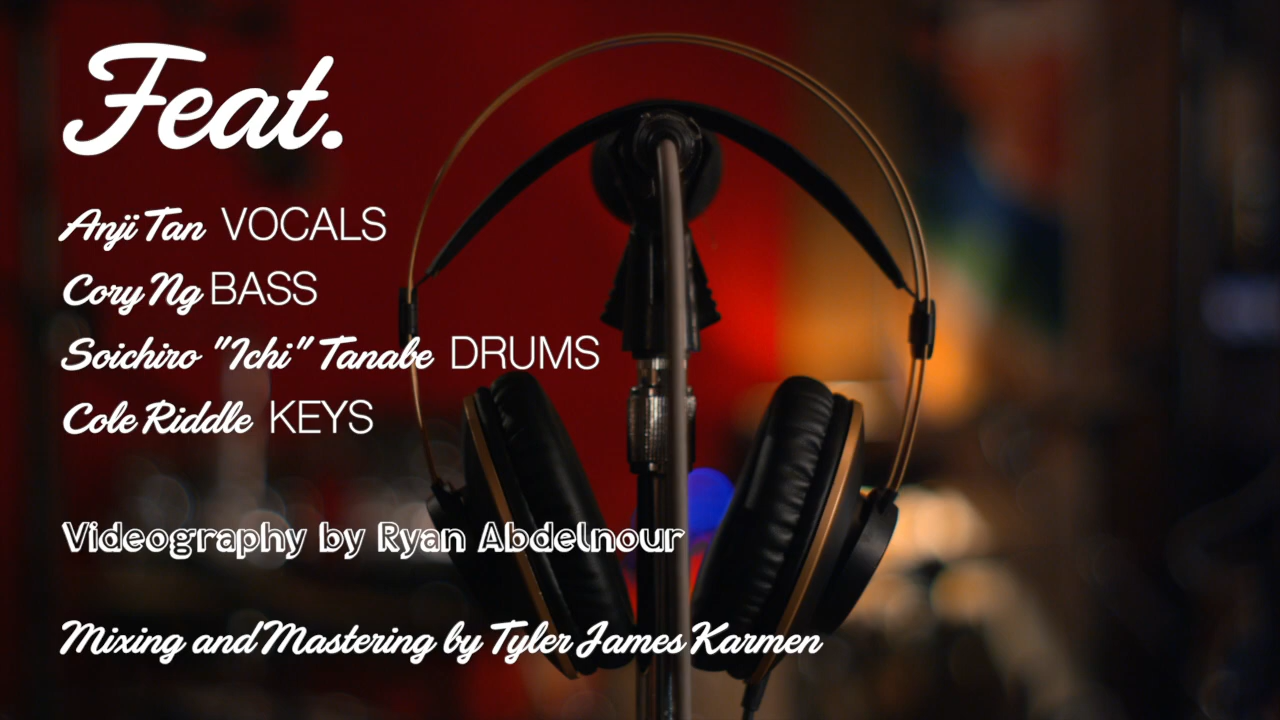 Feat.
Anji Tan VOCALS
Cory Ng BASS
Soichiro "Ichi" Tanabe DRUMS
Cole Riddle KEYS
Videography by Ryan Abdelnour
Mixing and Mastering by Tyler James Karmen